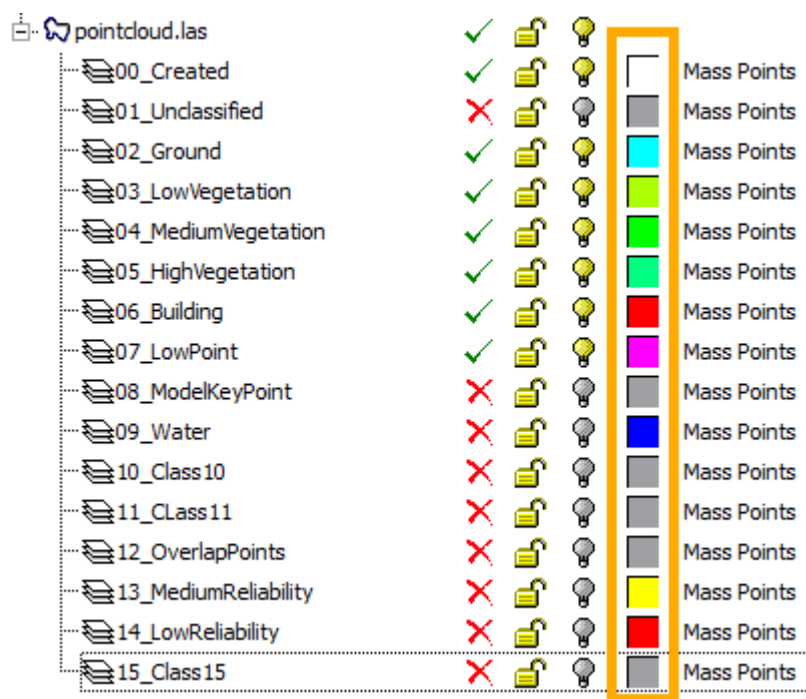 pointcloud.las
00_Created Mass Points
01_Unclassified Mass Points
02_Ground Mass Points
03_LowVegetation Mass Points
04_MediumVegetation Mass Points
05_HighVegetation Mass Points
06_Building Mass Points
07_LowPoint Mass Points
08_ModelKeyPoint Mass Points
09_Water Mass Points
10_Class10 Mass Points
11_CLass11 Mass Points
12_OverlapPoints Mass Points
13_MediumReliability Mass Points
14_LowReliability Mass Points
15_Class15 Mass Points